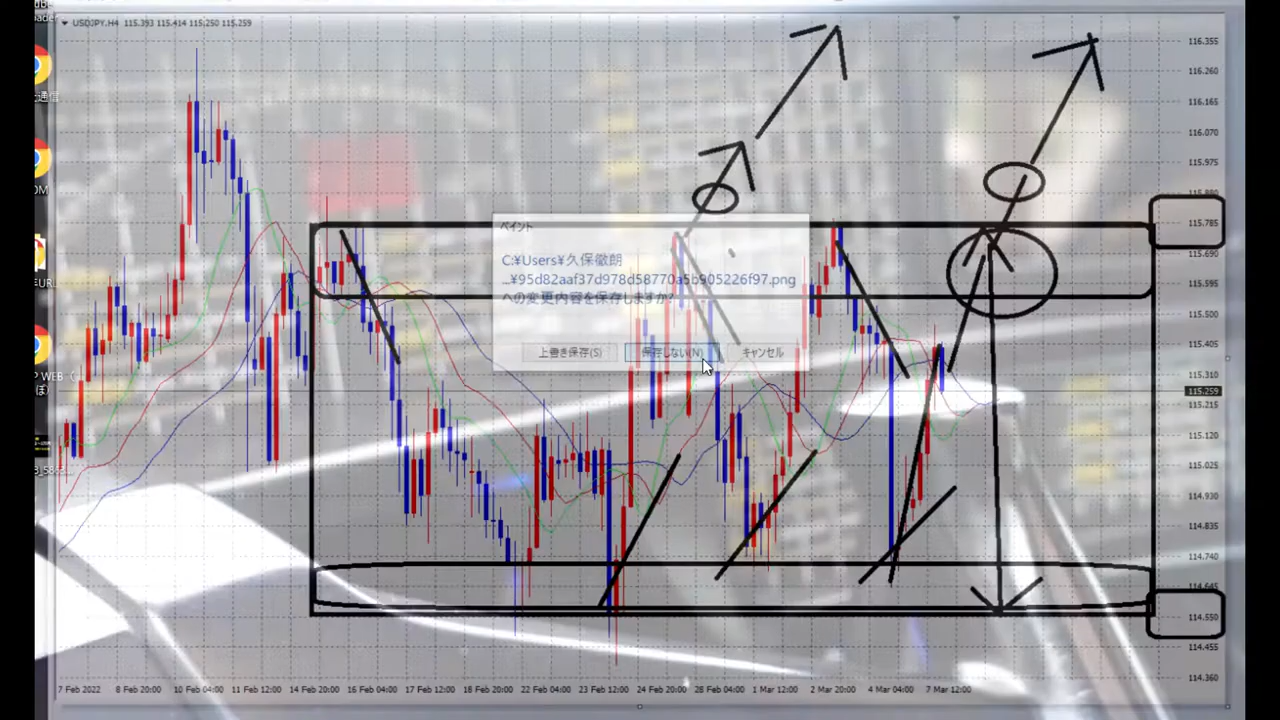 USDJPY,H4 115.393 115.414 115.250 115.259
116.355
116.260
116.165
116.070
115.975
115.880
115.785
115.690
115.595
115.500
115.405
115.310
115.259
115.215
115.120
115.025
114.930
114.835
114.740
114.645
114.550
114.455
114.360
ペイント
C:¥Users¥久保徹朗
...¥95d82aaf37d978d58770a5b905226f97.png
への変更内容を保存しますか?
上書き保存(S)
保存しない(N)
キャンセル
7 Feb 2022
8 Feb 20:00
10 Feb 04:00
11 Feb 12:00
14 Feb 20:00
16 Feb 04:00
17 Feb 12:00
18 Feb 20:00
22 Feb 04:00
23 Feb 12:00
24 Feb 20:00
28 Feb 04:00
1 Mar 12:00
2 Mar 20:00
4 Mar 04:00
7 Mar 12:00